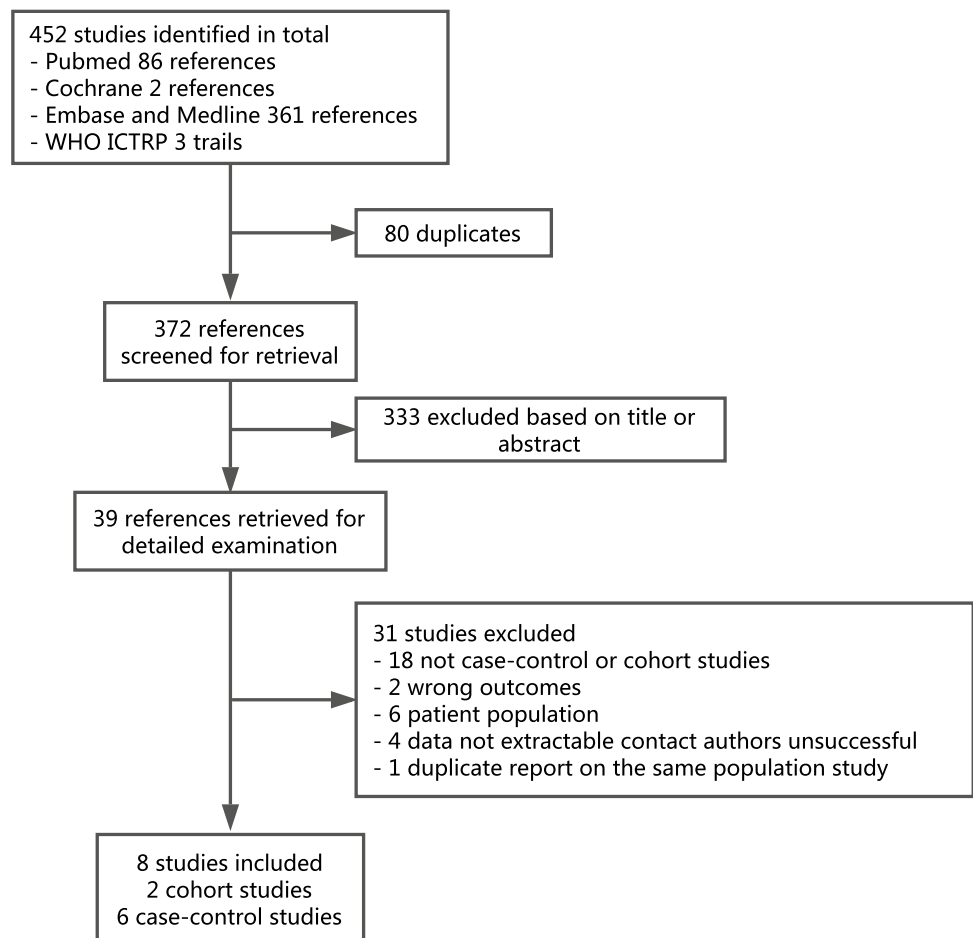 452 studies identified in total
- Pubmed 86 references
- Cochrane 2 references
- Embase and Medline 361 references
- WHO ICTRP 3 trails
80 duplicates
372 references
screened for retrieval
333 excluded based on title or
abstract
39 references retrieved for
detailed examination
31 studies excluded
- 18 not case-control or cohort studies
- 2 wrong outcomes
- 6 patient population
- 4 data not extractable contact authors unsuccessful
- 1 duplicate report on the same population study
8 studies included
2 cohort studies
6 case-control studies